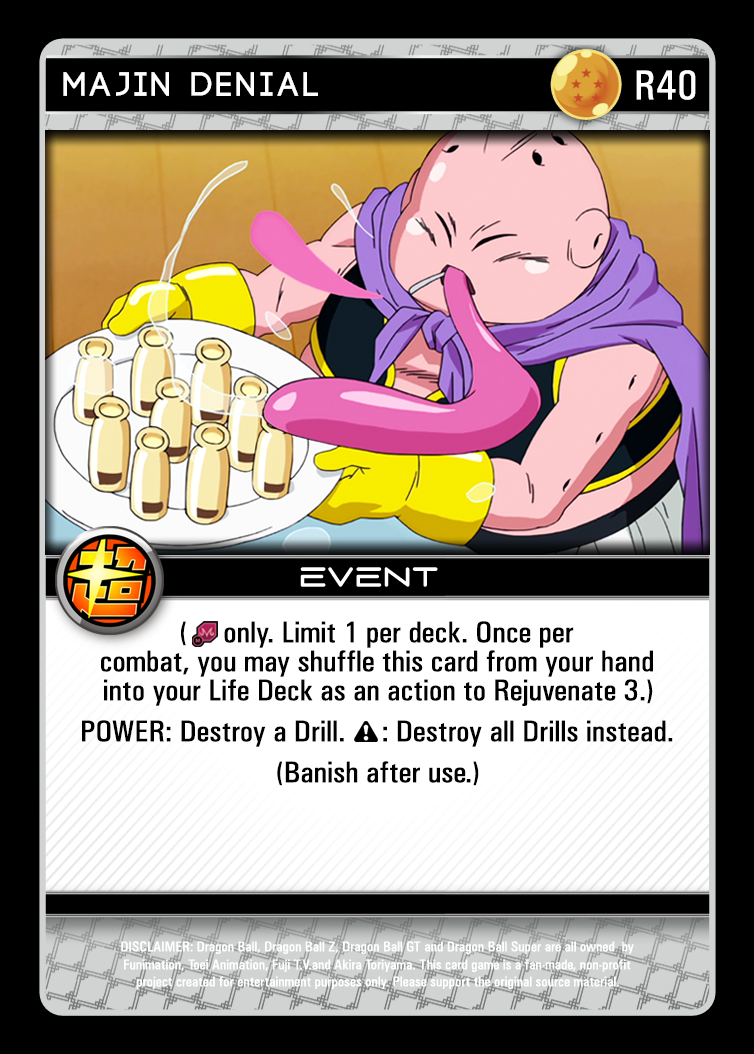 MAJIN DENIAL
R40
EVENT
( only. Limit 1 per deck. Once per
combat, you may shuffle this card from your hand
into your Life Deck as an action to Rejuvenate 3.)
POWER: Destroy a Drill. ⚠: Destroy all Drills instead.
(Banish after use.)
DISCLAIMER: Dragon Ball, Dragon Ball Z, Dragon Ball GT and Dragon Ball Super are all owned by
Funimation, Toei Animation, Fuji T.V.and Akira Toriyama. This card game is a fan-made, non-profit
project created for entertainment purposes only. Please support the original source material.